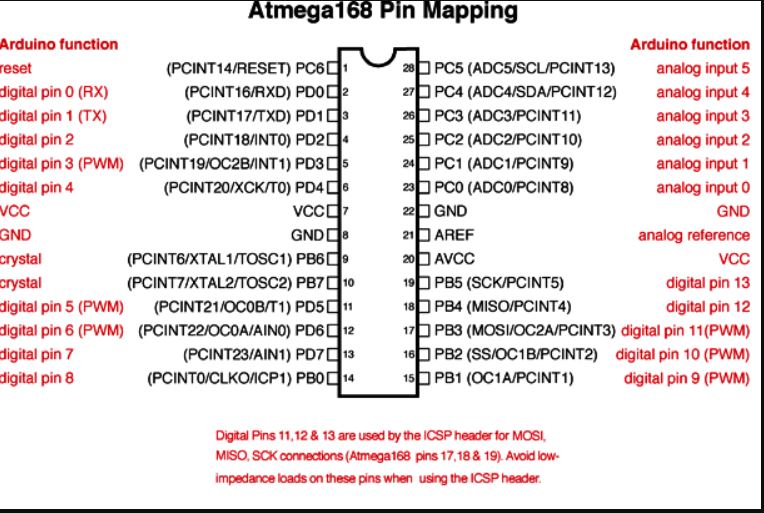 Atmega168 Pin Mapping
Arduino function Arduino function
reset (PCINT14/RESET) PC6 1 28 PC5 (ADC5/SCL/PCINT13) analog input 5
digital pin 0 (RX) (PCINT16/RXD) PD0 2 27 PC4 (ADC4/SDA/PCINT12) analog input 4
digital pin 1 (TX) (PCINT17/TXD) PD1 3 26 PC3 (ADC3/PCINT11) analog input 3
digital pin 2 (PCINT18/INT0) PD2 4 25 PC2 (ADC2/PCINT10) analog input 2
digital pin 3 (PWM) (PCINT19/OC2B/INT1) PD3 5 24 PC1 (ADC1/PCINT9) analog input 1
digital pin 4 (PCINT20/XCK/T0) PD4 6 23 PC0 (ADC0/PCINT8) analog input 0
VCC VCC 7 22 GND GND
GND GND 8 21 AREF analog reference
crystal (PCINT6/XTAL1/TOSC1) PB6 9 20 AVCC VCC
crystal (PCINT7/XTAL2/TOSC2) PB7 10 19 PB5 (SCK/PCINT5) digital pin 13
digital pin 5 (PWM) (PCINT21/OC0B/T1) PD5 11 18 PB4 (MISO/PCINT4) digital pin 12
digital pin 6 (PWM) (PCINT22/OC0A/AIN0) PD6 12 17 PB3 (MOSI/OC2A/PCINT3) digital pin 11(PWM)
digital pin 7 (PCINT23/AIN1) PD7 13 16 PB2 (SS/OC1B/PCINT2) digital pin 10 (PWM)
digital pin 8 (PCINT0/CLKO/ICP1) PB0 14 15 PB1 (OC1A/PCINT1) digital pin 9 (PWM)
Digital Pins 11,12 & 13 are used by the ICSP header for MOSI,
MISO, SCK connections (Atmega168 pins 17,18 & 19). Avoid low-
impedance loads on these pins when using the ICSP header.